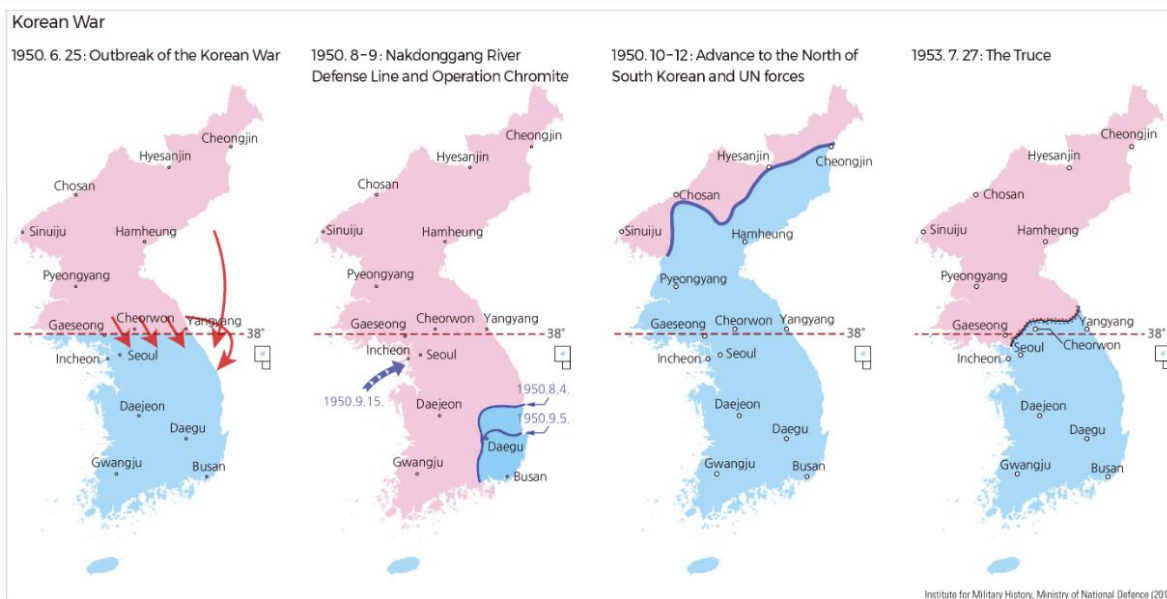 Korean War
1950. 6. 25: Outbreak of the Korean War
Cheongjin
Hyesanjin
Chosan
Sinuiju
Hamheung
Pyeongyang
Cheorwon
Yangyang
Gaeseong
38°
Incheon
Seoul
Daejeon
Daegu
Gwangju
Busan
1950. 8-9: Nakdonggang River
Defense Line and Operation Chromite
Cheongjin
Hyesanjin
Chosan
Sinuiju
Hamheung
Pyeongyang
Cheorwon
Yangyang
Gaeseong
38°
Incheon
Seoul
1950.9.15.
1950.8.4.
Daejeon
1950.9.5.
Daegu
Gwangju
Busan
1950. 10-12: Advance to the North of
South Korean and UN forces
Hyesanjin
Cheongjin
Chosan
Sinuiju
Hamheung
Pyeongyang
Gaeseong
Cheorwon
Yangyang
38°
Incheon
Seoul
Daejeon
Daegu
Gwangju
Busan
1953. 7. 27: The Truce
Cheongjin
Hyesanjin
Chosan
Sinuiju
Hamheung
Pyeongyang
Gaeseong
Yangyang
38°
Seoul
Cheorwon
Incheon
Daejeon
Daegu
Gwangju
Busan
Institute for Military History, Ministry of National Defence